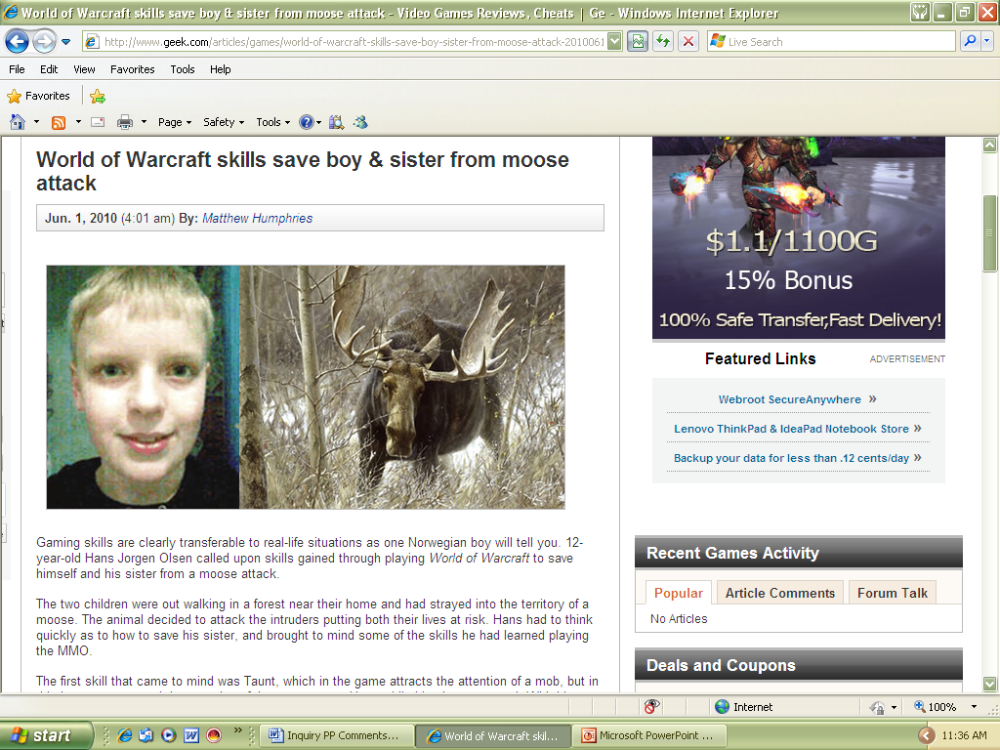 World of Warcraft skills save boy & sister from moose attack - Video Games Reviews, Cheats | Ge - Windows Internet Explorer
http://www.geek.com/articles/games/world-of-warcraft-skills-save-boy-sister-from-moose-attack-2010061
Live Search
File Edit View Favorites Tools Help
Favorites
Page Safety Tools
World of Warcraft skills save boy & sister from moose
attack
Jun. 1, 2010 (4:01 am) By: Matthew Humphries
Gaming skills are clearly transferable to real-life situations as one Norwegian boy will tell you. 12-
year-old Hans Jorgen Olsen called upon skills gained through playing World of Warcraft to save
himself and his sister from a moose attack.
The two children were out walking in a forest near their home and had strayed into the territory of a
moose. The animal decided to attack the intruders putting both their lives at risk. Hans had to think
quickly as to how to save his sister, and brought to mind some of the skills he had learned playing
the MMO.
The first skill that came to mind was Taunt, which in the game attracts the attention of a mob, but in
$1.1/1100G
15% Bonus
100% Safe Transfer,Fast Delivery!
Featured Links ADVERTISEMENT
Webroot SecureAnywhere »
Lenovo ThinkPad & IdeaPad Notebook Store »
Backup your data for less than .12 cents/day »
Recent Games Activity
Popular Article Comments Forum Talk
No Articles
Deals and Coupons
Internet 100%
start Inquiry PP Comments... World of Warcraft skil... Microsoft PowerPoint ... 11:36 AM